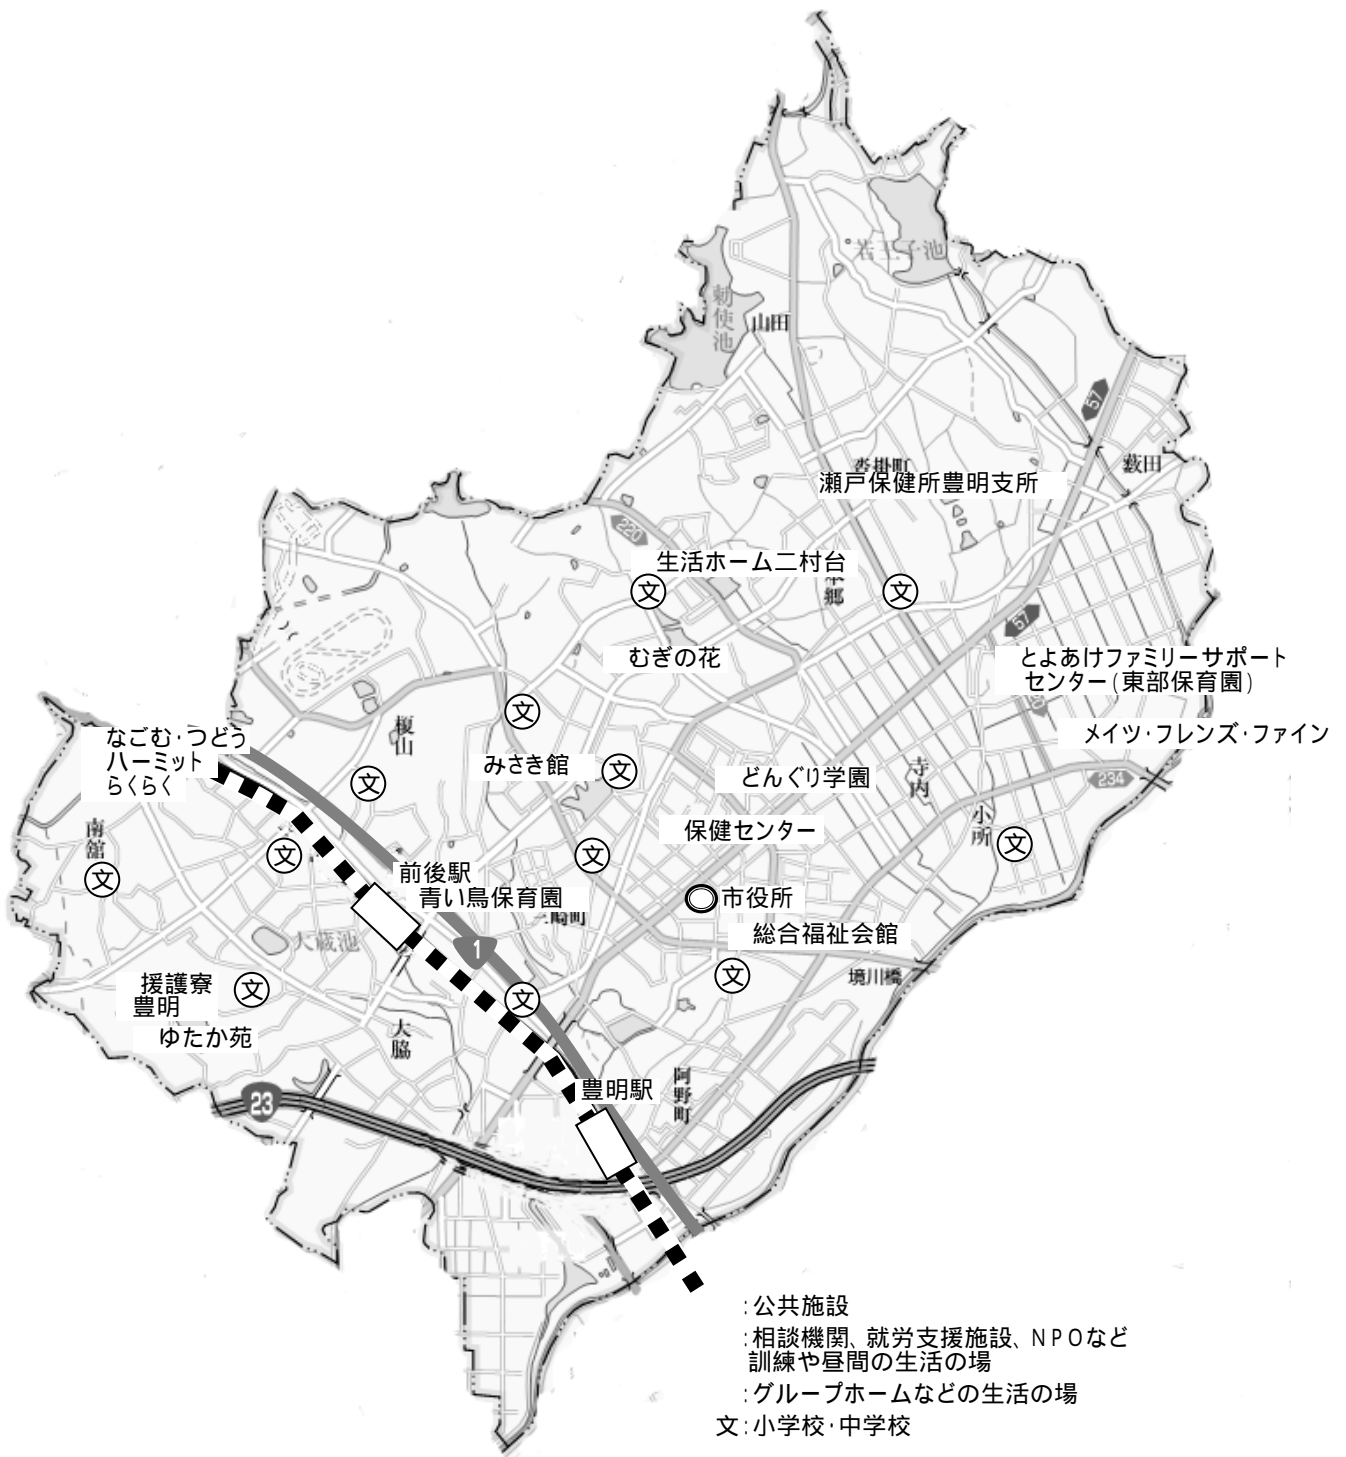 若王子池
勅使池
山田
57
沓掛町
薮田
瀬戸保健所豊明支所
220
生活ホーム二村台
文
文
本郷
57
むぎの花
とよあけファミリーサポート
センター(東部保育園)
文
榎山
なごむ・つどう
ハーミット
らくらく
メイツ・フレンズ・ファイン
みさき館
文
文
どんぐり学園
寺内
234
小所
保健センター
南舘
文
文
文
文
前後駅
青い鳥保育園
市役所
三崎町
大蔵池
1
総合福祉会館
文
境川橋
援護寮
豊明
文
文
ゆたか苑
大脇
豊明駅
阿野町
23
:公共施設
:相談機関、就労支援施設、NPOなど
訓練や昼間の生活の場
:グループホームなどの生活の場
文:小学校・中学校